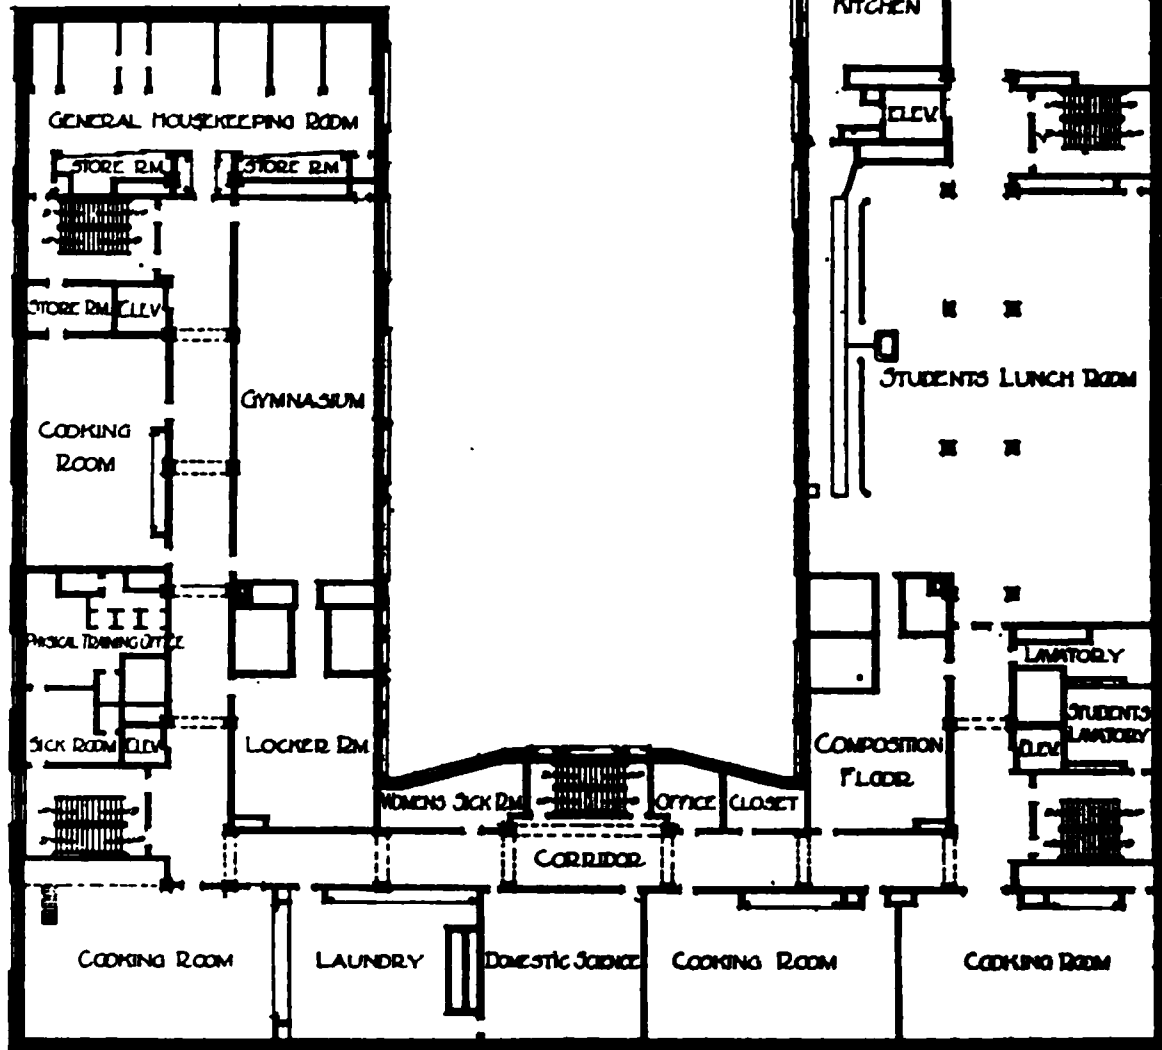 KITCHEN
GENERAL HOUSEKEEPING ROOM
ELEV.
STORE RM.
STORE RM.
STORE RM.
ELEV.
GYMNASIUM
STUDENTS LUNCH ROOM
COOKING
ROOM
PHYSICAL TRAINING OFFICE
LAVATORY
STUDENTS
LAVATORY
SICK ROOM
ELEV.
LOCKER RM
COMPOSITION
FLOOR
ELEV.
WOMENS SICK RM.
OFFICE
CLOSET
CORRIDOR
COOKING ROOM
LAUNDRY
DOMESTIC SCIENCE
COOKING ROOM
COOKING ROOM